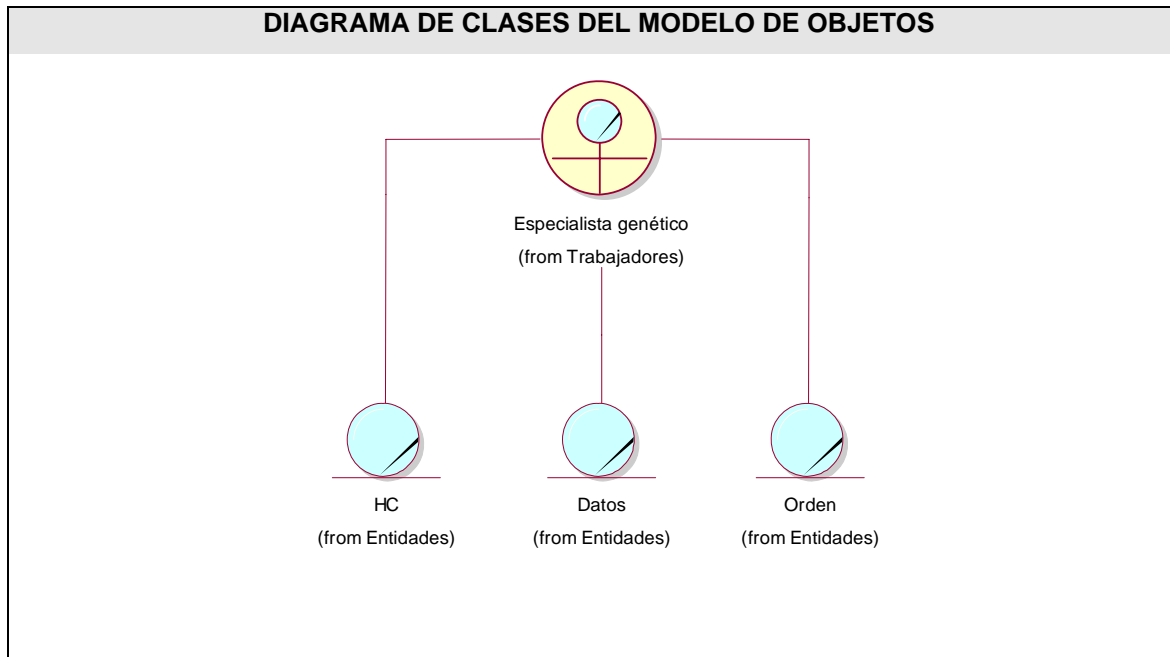 DIAGRAMA DE CLASES DEL MODELO DE OBJETOS
Especialista genético
(from Trabajadores)
HC
(from Entidades)
Datos
(from Entidades)
Orden
(from Entidades)